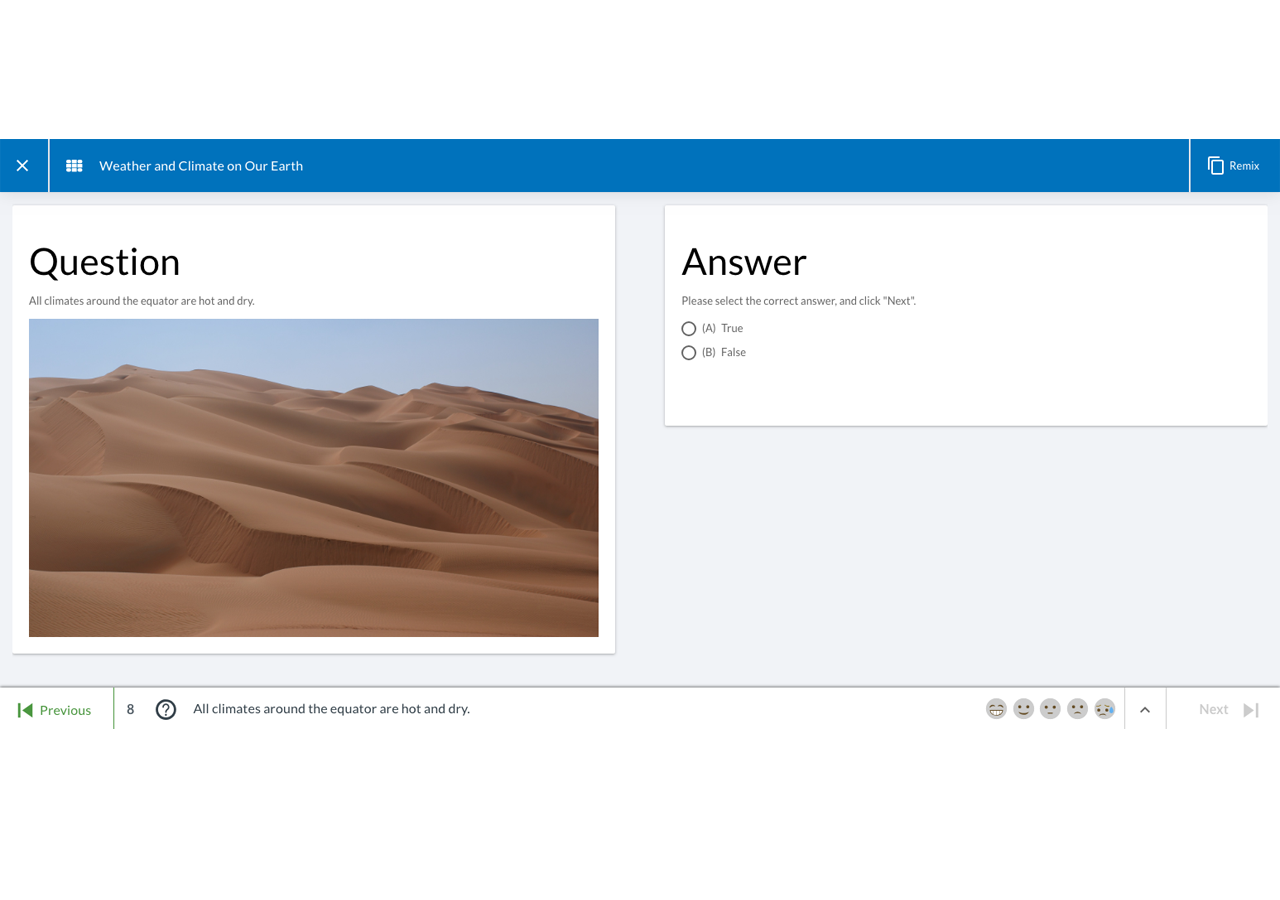 Weather and Climate on Our Earth
Remix
Question
All climates around the equator are hot and dry.
Answer
Please select the correct answer, and click "Next".
(A) True
(B) False
Previous
8
?
All climates around the equator are hot and dry.
Next